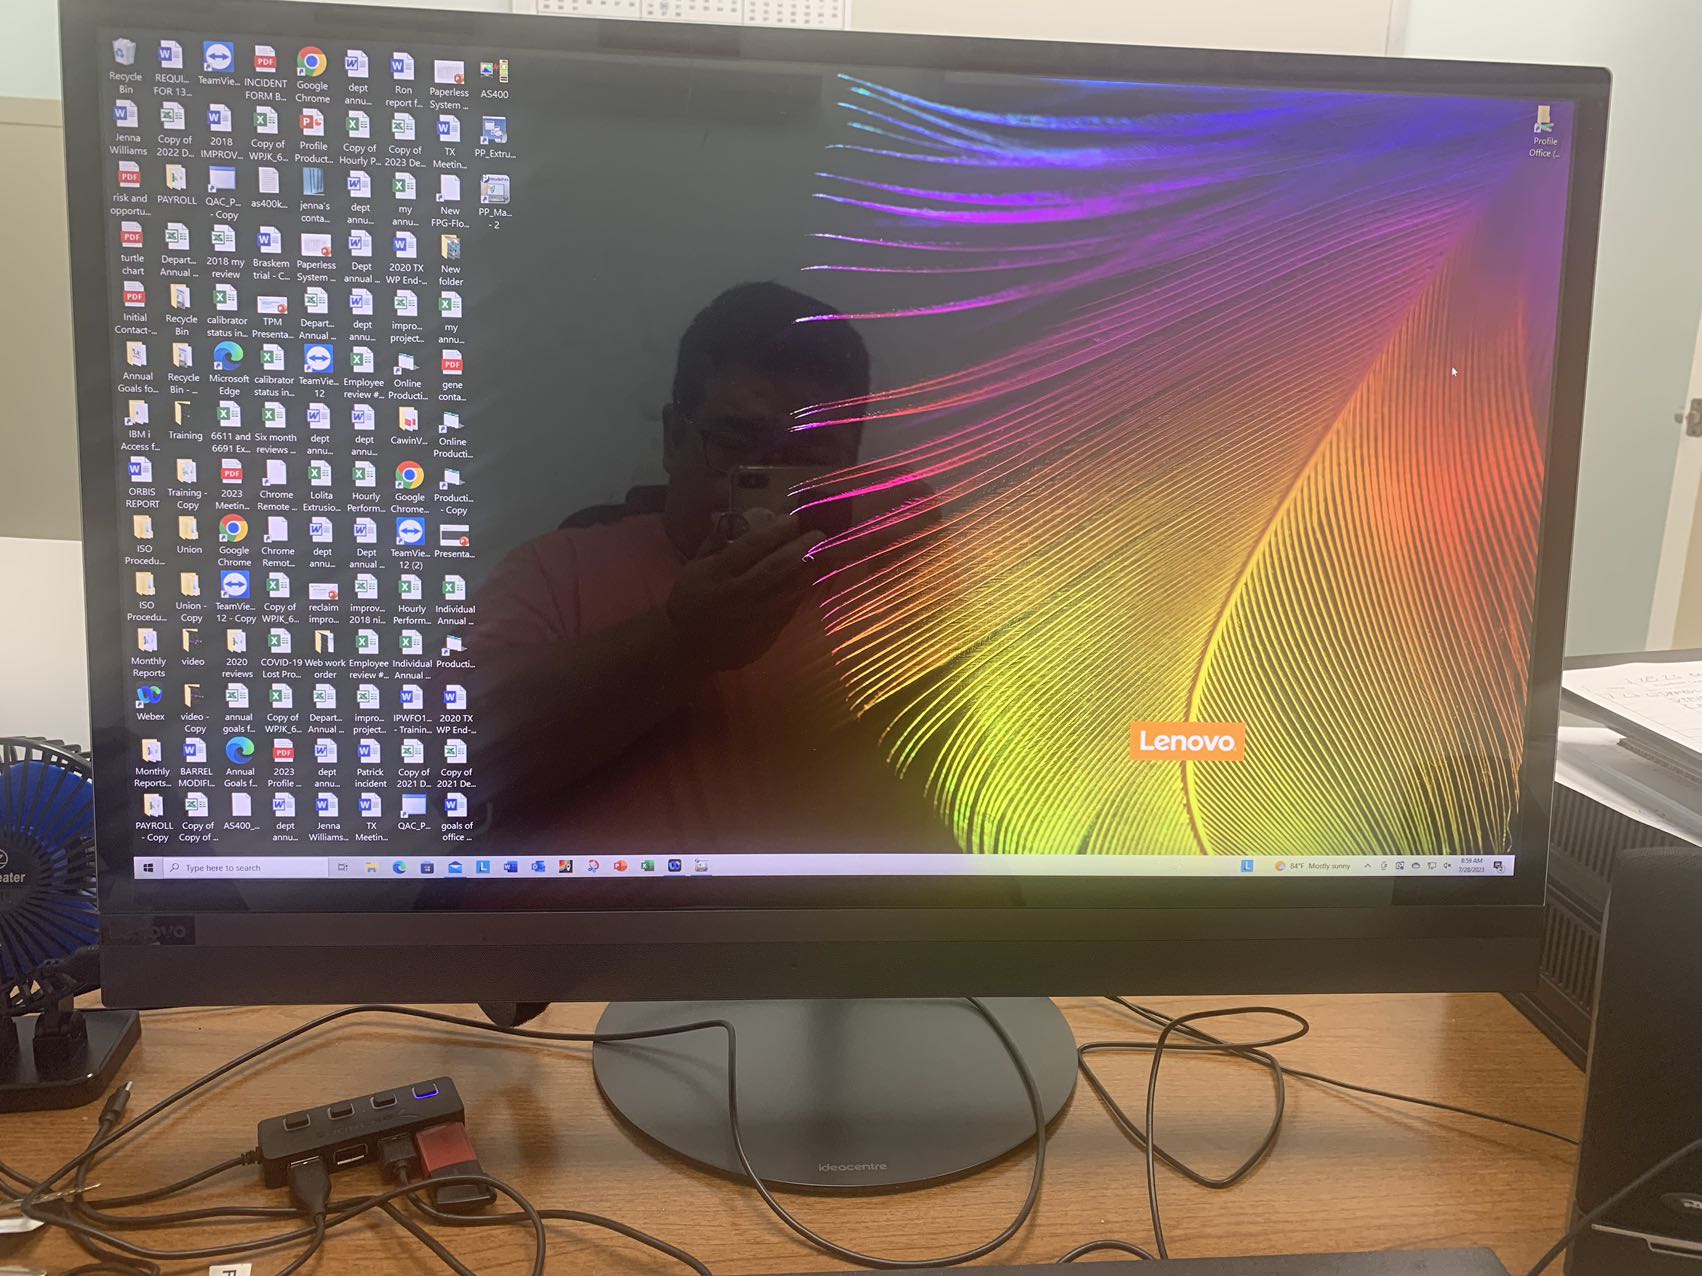 Recycle
Bin
REQUI...
FOR 13...
TeamVie...
INCIDENT
FORM B...
Google
Chrome
dept
annu...
Ron
report f...
Paperless
System ...
AS400
Jenna
Williams
Copy of
2022 D...
2018
IMPROV...
Copy of
WPJK_6...
Profile
Product...
Copy of
Hourly P...
Copy of
2023 De...
TX
Meetin...
PP_Extru...
risk and
opportu...
PAYROLL
QAC_P...
- Copy
as400k...
jenna's
conta...
dept
annu...
my
annu...
New
FPG-Flo...
PP_Ma...
- 2
turtle
chart
Depart...
Annual ...
2018 my
review
Braskem
trial - C...
Paperless
System ...
Dept
annual ...
2020 TX
WP End-...
New
folder
Initial
Contact-...
Recycle
Bin
calibrator
status in...
TPM
Presenta...
Depart...
Annual ...
dept
annu...
impro...
project...
my
annu...
Annual
Goals fo...
Recycle
Bin - ...
Microsoft
Edge
calibrator
status in...
TeamVie...
12
Employee
review #...
Online
Producti...
gene
conta...
IBM i
Access f...
Training
6611 and
6691 Ex...
Six month
reviews ...
dept
annu...
dept
annu...
CawinV...
Online
Producti...
ORBIS
REPORT
Training -
Copy
2023
Meetin...
Chrome
Remote ...
Lolita
Extrusio...
Hourly
Perform...
Google
Chrome...
Producti...
- Copy
ISO
Procedu...
Union
Google
Chrome
Chrome
Remot...
dept
annu...
Dept
annual ...
TeamVie...
12 (2)
Presenta...
ISO
Procedu...
Union -
Copy
TeamVie...
12 - Copy
Copy of
WPJK_6...
reclaim
impro...
improv...
2018 ni...
Hourly
Perform...
Individual
Annual ...
Monthly
Reports
video
2020
reviews
COVID-19
Lost Pro...
Web work
order
Employee
review #...
Individual
Annual ...
Producti...
Webex
video -
Copy
annual
goals f...
Copy of
WPJK_6...
Depart...
Annual ...
impro...
project...
IPWFO1...
- Trainin...
2020 TX
WP End-...
Monthly
Reports...
BARREL
MODIFI...
Annual
Goals f...
2023
Profile ...
dept
annu...
Patrick
incident
Copy of
2021 D...
Copy of
2021 De...
PAYROLL
- Copy
Copy of
Copy of ...
AS400_...
dept
annu...
Jenna
Williams...
TX
Meetin...
QAC_P...
goals of
office ...
Profile
Office (...
Lenovo
Type here to search
84°F Mostly sunny
8:59 AM
7/28/2023
Lenovo
ideacentre